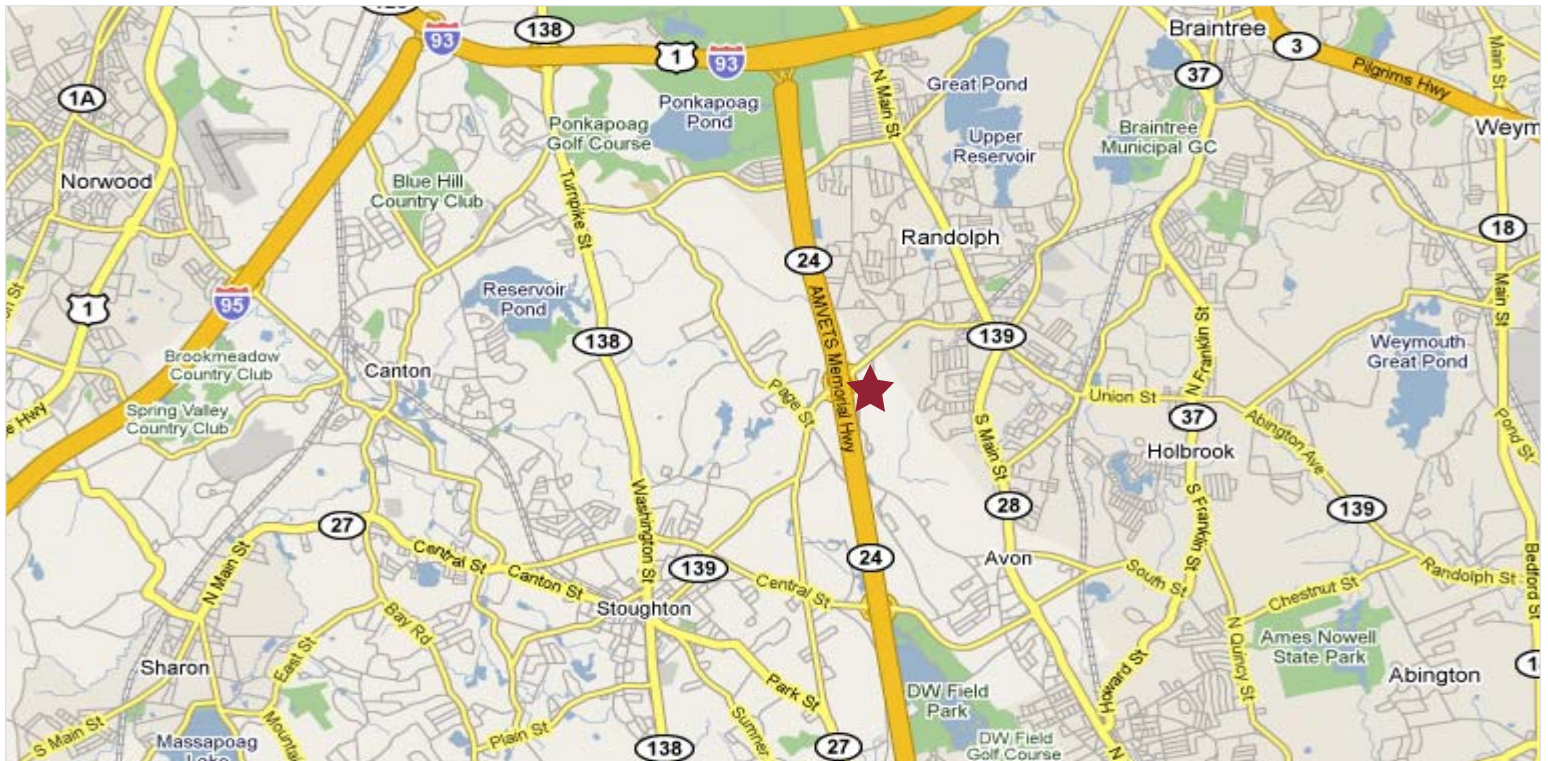 93
138
1
93
Braintree
3
Main St
1A
37
Pilgrims Hwy
N Main St
Great Pond
Ponkapoag
Pond
Ponkapoag
Golf Course
Upper
Reservoir
Braintree
Municipal GC
Weym
Norwood
Blue Hill
Country Club
Turnpike St
Randolph
18
24
Reservoir
Pond
95
1
Main St
AMVETS Memorial Hwy
138
139
N Franklin St
Weymouth
Great Pond
Brookmeadow
Country Club
Canton
Page St
Union St
Spring Valley
Country Club
e Hwy
S Main St
37
Abington Ave
Pond St
Holbrook
Washington St
S Franklin St
28
139
27
N Main St
Central St
Canton St
139
24
Avon
South St
Randolph St
Bedford St
Central St
Chestnut St
Stoughton
Bay Rd
East St
N Quincy St
Ames Nowell
State Park
Sharon
Howard St
Abington
Park St
DW Field
Park
S Main St
Mountai
Plain St
Sumner
Massapoag
Lake
138
27
DW Field
Golf Course
N